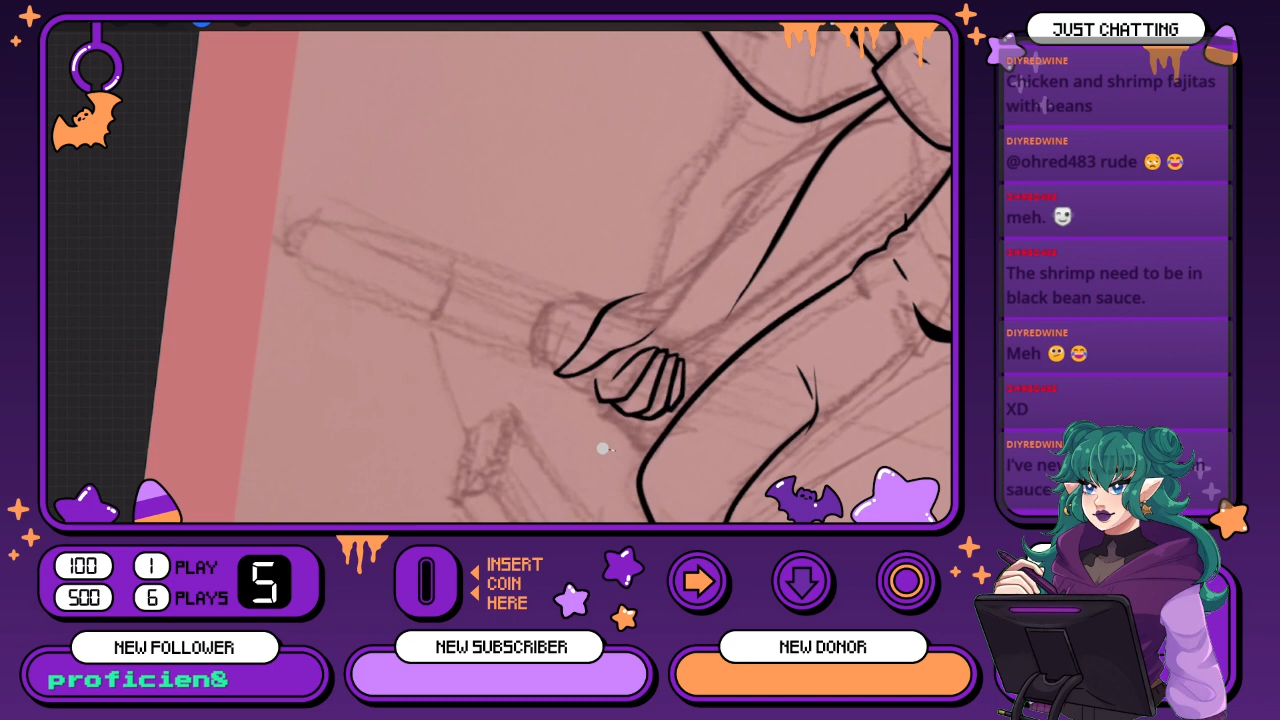 JUST CHATTING
DIYREDWINE
Chicken and shrimp fajitas
with beans
DIYREDWINE
@ohred483 rude
meh.
The shrimp need to be in
black bean sauce.
DIYREDWINE
Meh
XD
DIYREDWIN
I've
sauce
100
1 PLAY
500
6 PLAYS
5
INSERT
COIN
HERE
NEW FOLLOWER
proficien8
NEW SUBSCRIBER
NEW DONOR